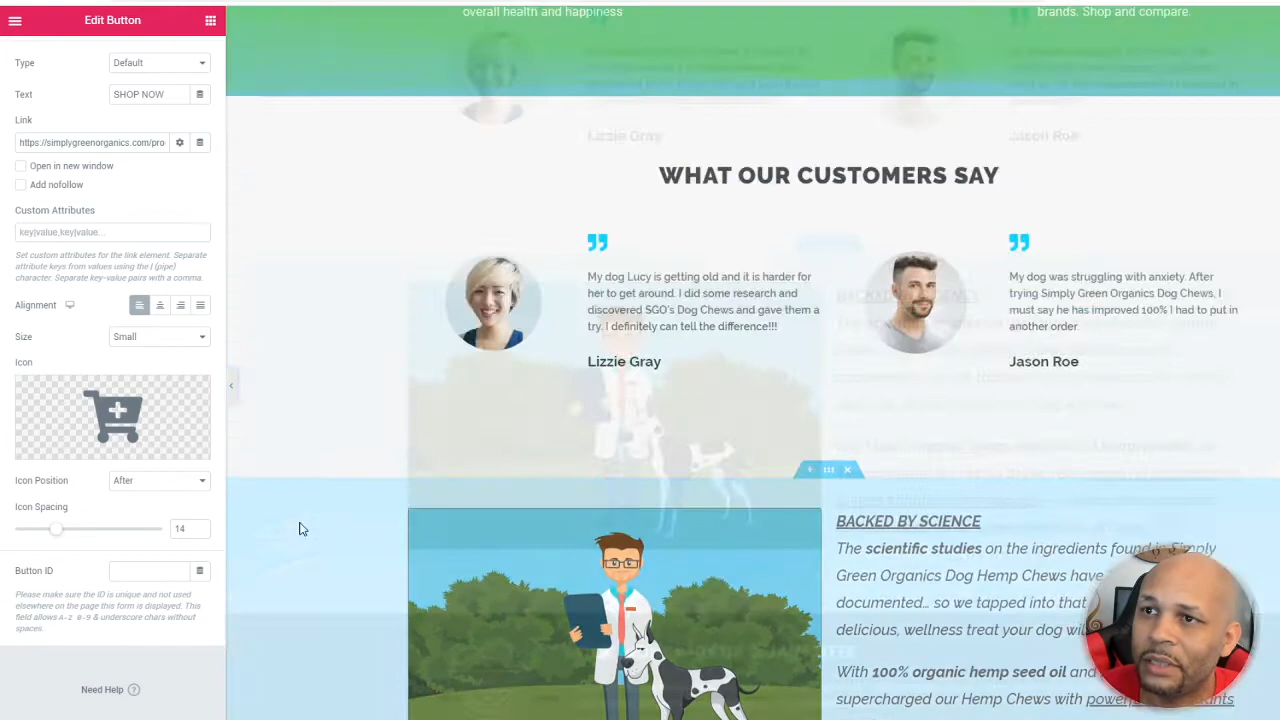 Edit Button
Type
Default
Text
SHOP NOW
Link
https://simplygreenorganics.com/pro
Open in new window
Add nofollow
Custom Attributes
key|value,key|value...
Set custom attributes for the link element. Separate
attribute keys from values using the | (pipe)
character. Separate key-value pairs with a comma.
Alignment
Size
Small
Icon
Icon Position
After
Icon Spacing
14
Button ID
Please make sure the ID is unique and not used
elsewhere on the page this form is displayed. This
field allows A-z 0-9 & underscore chars without
spaces.
Need Help
overall health and happiness
brands. Shop and compare.
Lizzie Gray
Jason Roe
WHAT OUR CUSTOMERS SAY
My dog Lucy is getting old and it is harder for
her to get around. I did some research and
discovered SGO's Dog Chews and gave them a
try. I definitely can tell the difference!!!
Lizzie Gray
My dog was struggling with anxiety. After
trying Simply Green Organics Dog Chews, I
must say he has improved 100% I had to put in
another order.
Jason Roe
BACKED BY SCIENCE
The scientific studies on the ingredients found in Simply
Green Organics Dog Hemp Chews have
documented... so we tapped into that
delicious, wellness treat your dog
With 100% organic hemp seed oil and
supercharged our Hemp Chews with